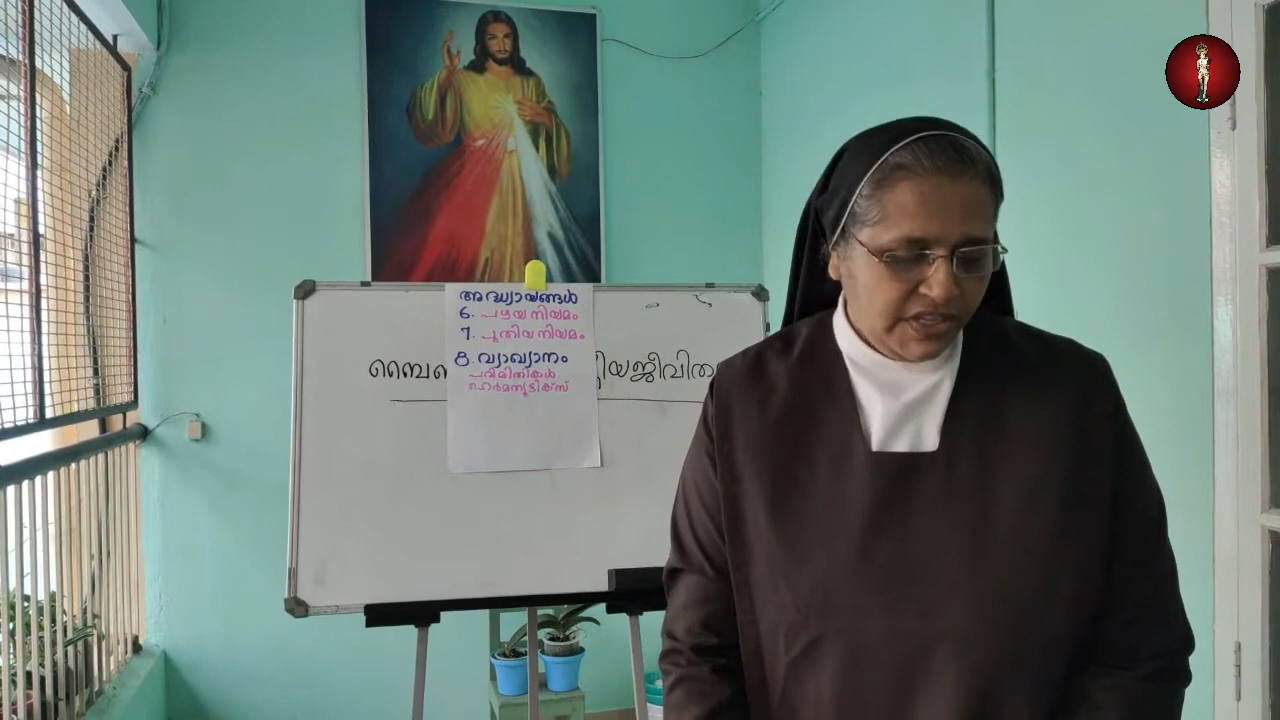 അദ്ധ്യായങ്ങൾ
6. പഴയ നിയമം
7. പുതിയ നിയമം
8. വ്യാഖ്യാനം
പരിമിതികൾ
ഹെർമന്യൂട്ടിക്സ്